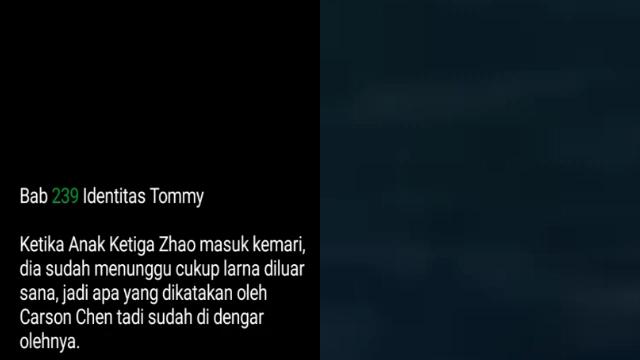 Bab 239 Identitas Tommy
Ketika Anak Ketiga Zhao masuk kemari,
dia sudah menunggu cukup larna diluar
sana, jadi apa yang dikatakan oleh
Carson Chen tadi sudah di dengar
olehnya.